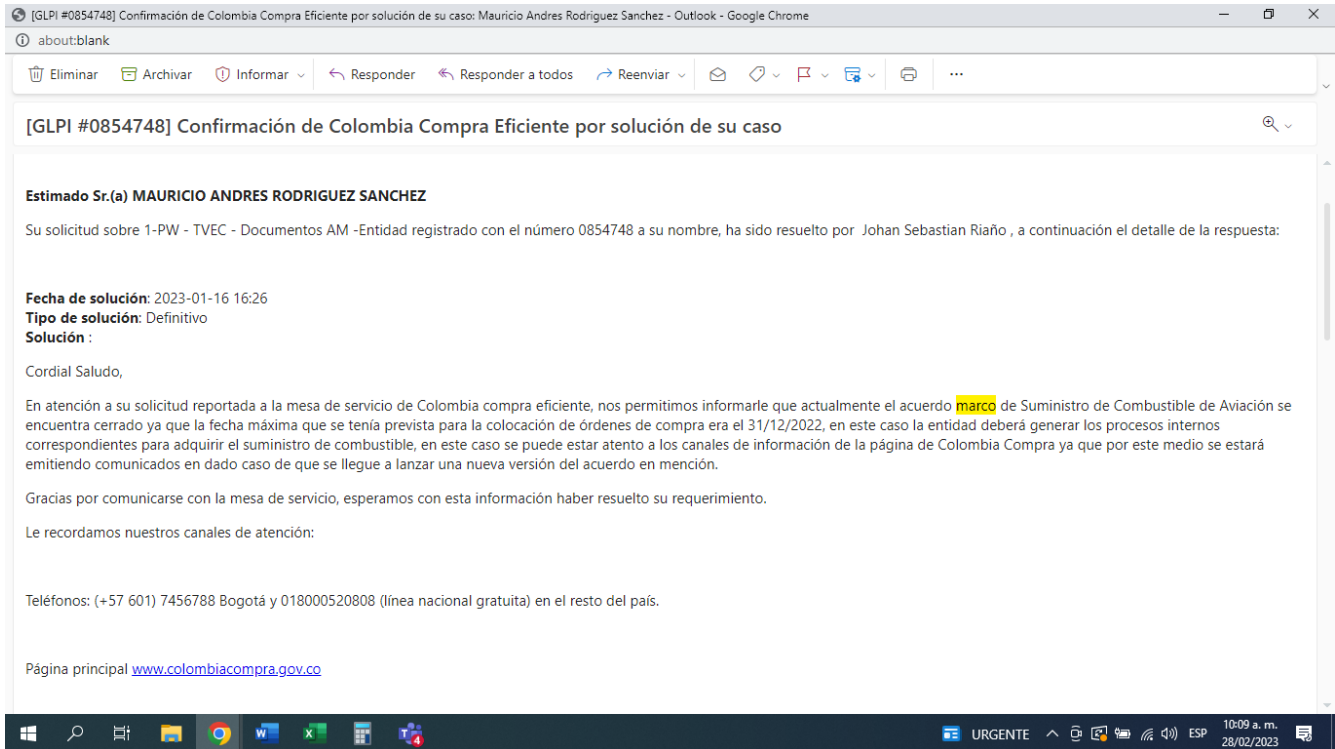 [GLPI #0854748] Confirmación de Colombia Compra Eficiente por solución de su caso: Mauricio Andres Rodriguez Sanchez - Outlook - Google Chrome
about:blank
Eliminar Archivar Informar Responder Responder a todos Reenviar
[GLPI #0854748] Confirmación de Colombia Compra Eficiente por solución de su caso
Estimado Sr.(a) MAURICIO ANDRES RODRIGUEZ SANCHEZ
Su solicitud sobre 1-PW - TVEC - Documentos AM -Entidad registrado con el número 0854748 a su nombre, ha sido resuelto por Johan Sebastian Riaño , a continuación el detalle de la respuesta:
Fecha de solución: 2023-01-16 16:26
Tipo de solución: Definitivo
Solución :
Cordial Saludo,
En atención a su solicitud reportada a la mesa de servicio de Colombia compra eficiente, nos permitimos informarle que actualmente el acuerdo marco de Suministro de Combustible de Aviación se
encuentra cerrado ya que la fecha máxima que se tenía prevista para la colocación de órdenes de compra era el 31/12/2022, en este caso la entidad deberá generar los procesos internos
correspondientes para adquirir el suministro de combustible, en este caso se puede estar atento a los canales de información de la página de Colombia Compra ya que por este medio se estará
emitiendo comunicados en dado caso de que se llegue a lanzar una nueva versión del acuerdo en mención.
Gracias por comunicarse con la mesa de servicio, esperamos con esta información haber resuelto su requerimiento.
Le recordamos nuestros canales de atención:
Teléfonos: (+57 601) 7456788 Bogotá y 018000520808 (línea nacional gratuita) en el resto del país.
Página principal www.colombiacompra.gov.co
URGENTE ESP 10:09 a. m.
28/02/2023